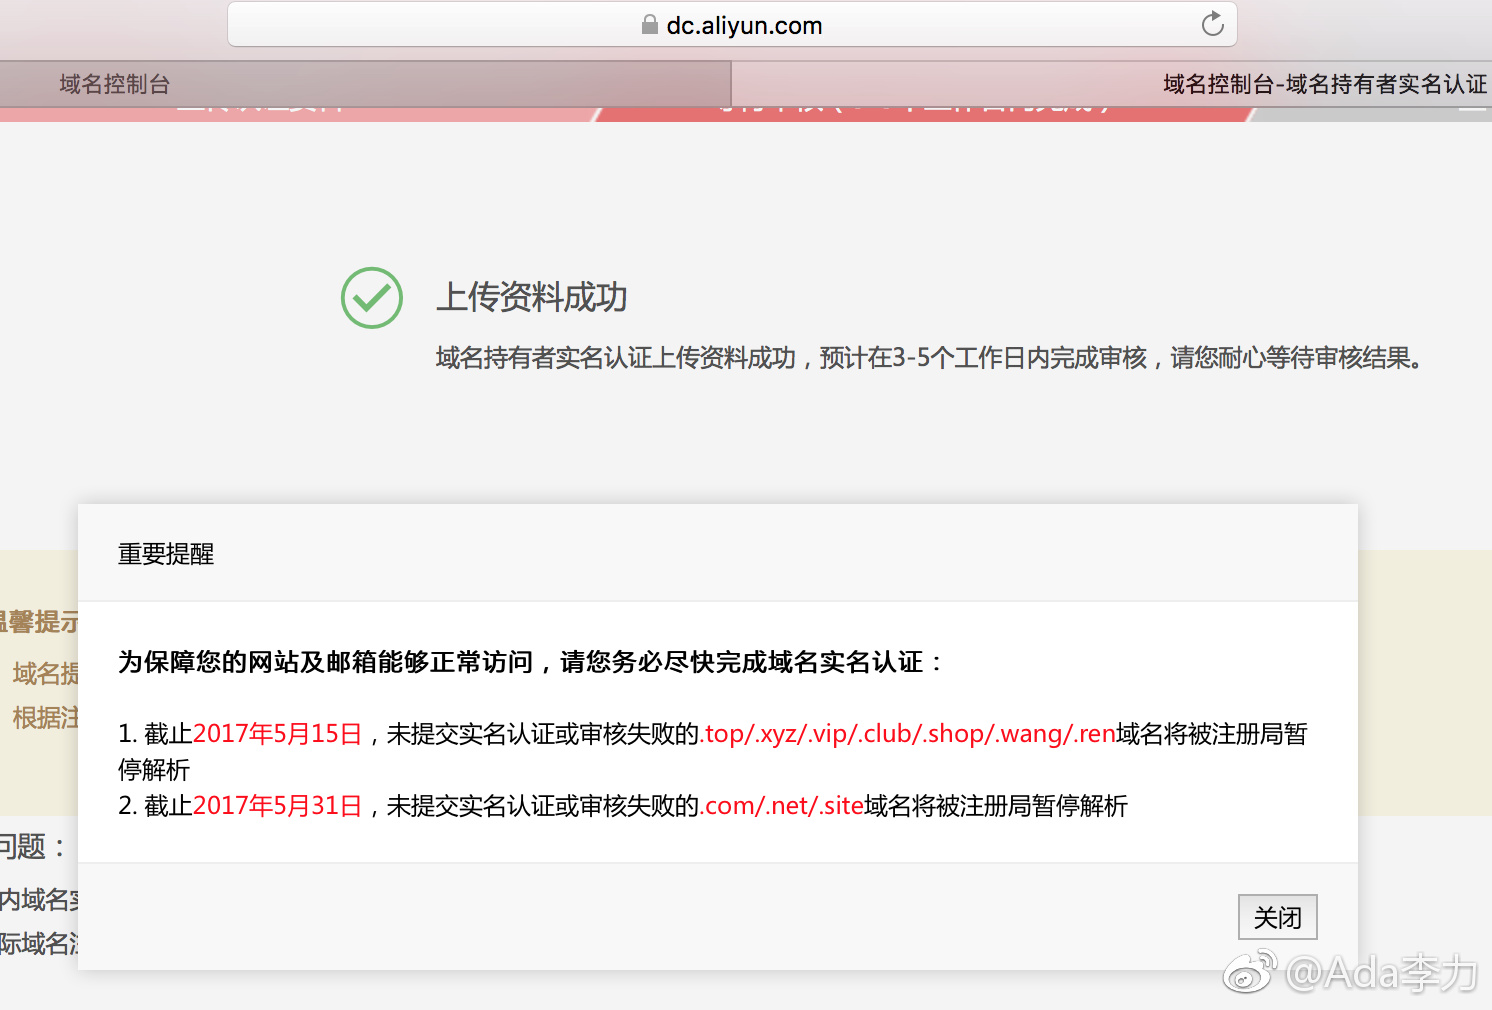 dc.aliyun.com
域名控制台
域名控制台-域名持有者实名认证
上传资料成功
域名持有者实名认证上传资料成功，预计在3-5个工作日内完成审核，请您耐心等待审核结果。
重要提醒
温馨提示
为保障您的网站及邮箱能够正常访问，请您务必尽快完成域名实名认证：
域名提
根据注
1. 截止2017年5月15日，未提交实名认证或审核失败的.top/.xyz/.vip/.club/.shop/.wang/.ren域名将被注册局暂
停解析
2. 截止2017年5月31日，未提交实名认证或审核失败的.com/.net/.site域名将被注册局暂停解析
问题：
内域名实
际域名注
关闭
@Ada李力